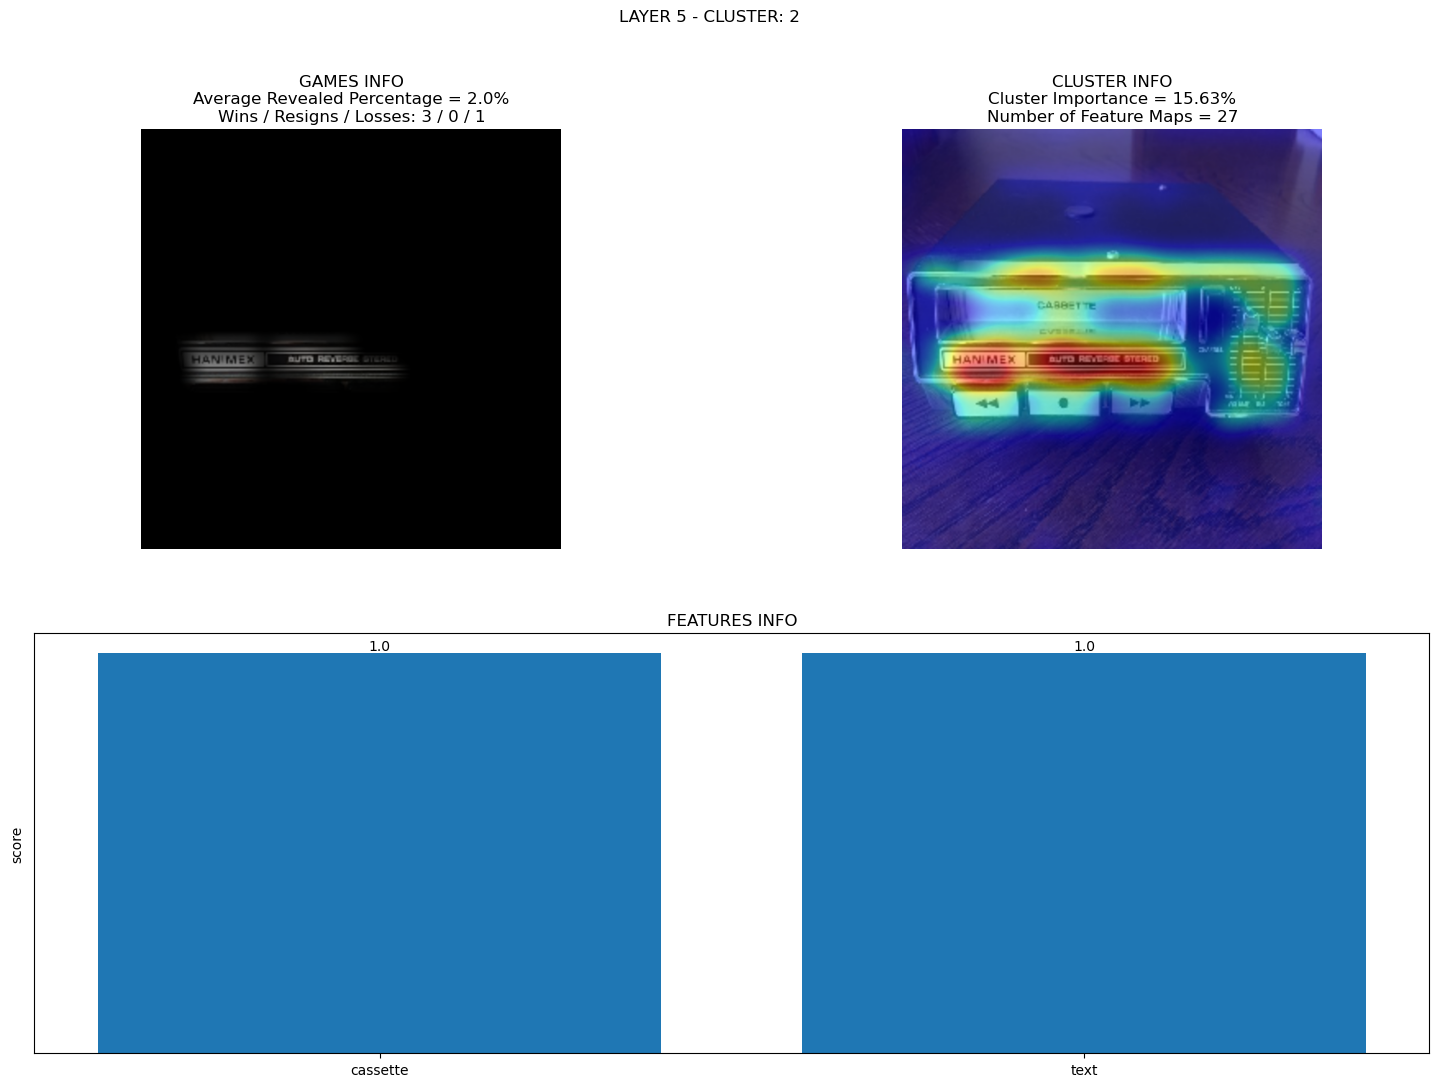 LAYER 5 - CLUSTER: 2
GAMES INFO
Average Revealed Percentage = 2.0%
Wins / Resigns / Losses: 3 / 0 / 1
HANIMEX AUTO REVERSE STEREO
CLUSTER INFO
Cluster Importance = 15.63%
Number of Feature Maps = 27
CASSETTE
HANIMEX AUTO REVERSE STEREO
FEATURES INFO
1.0 1.0
score
cassette text